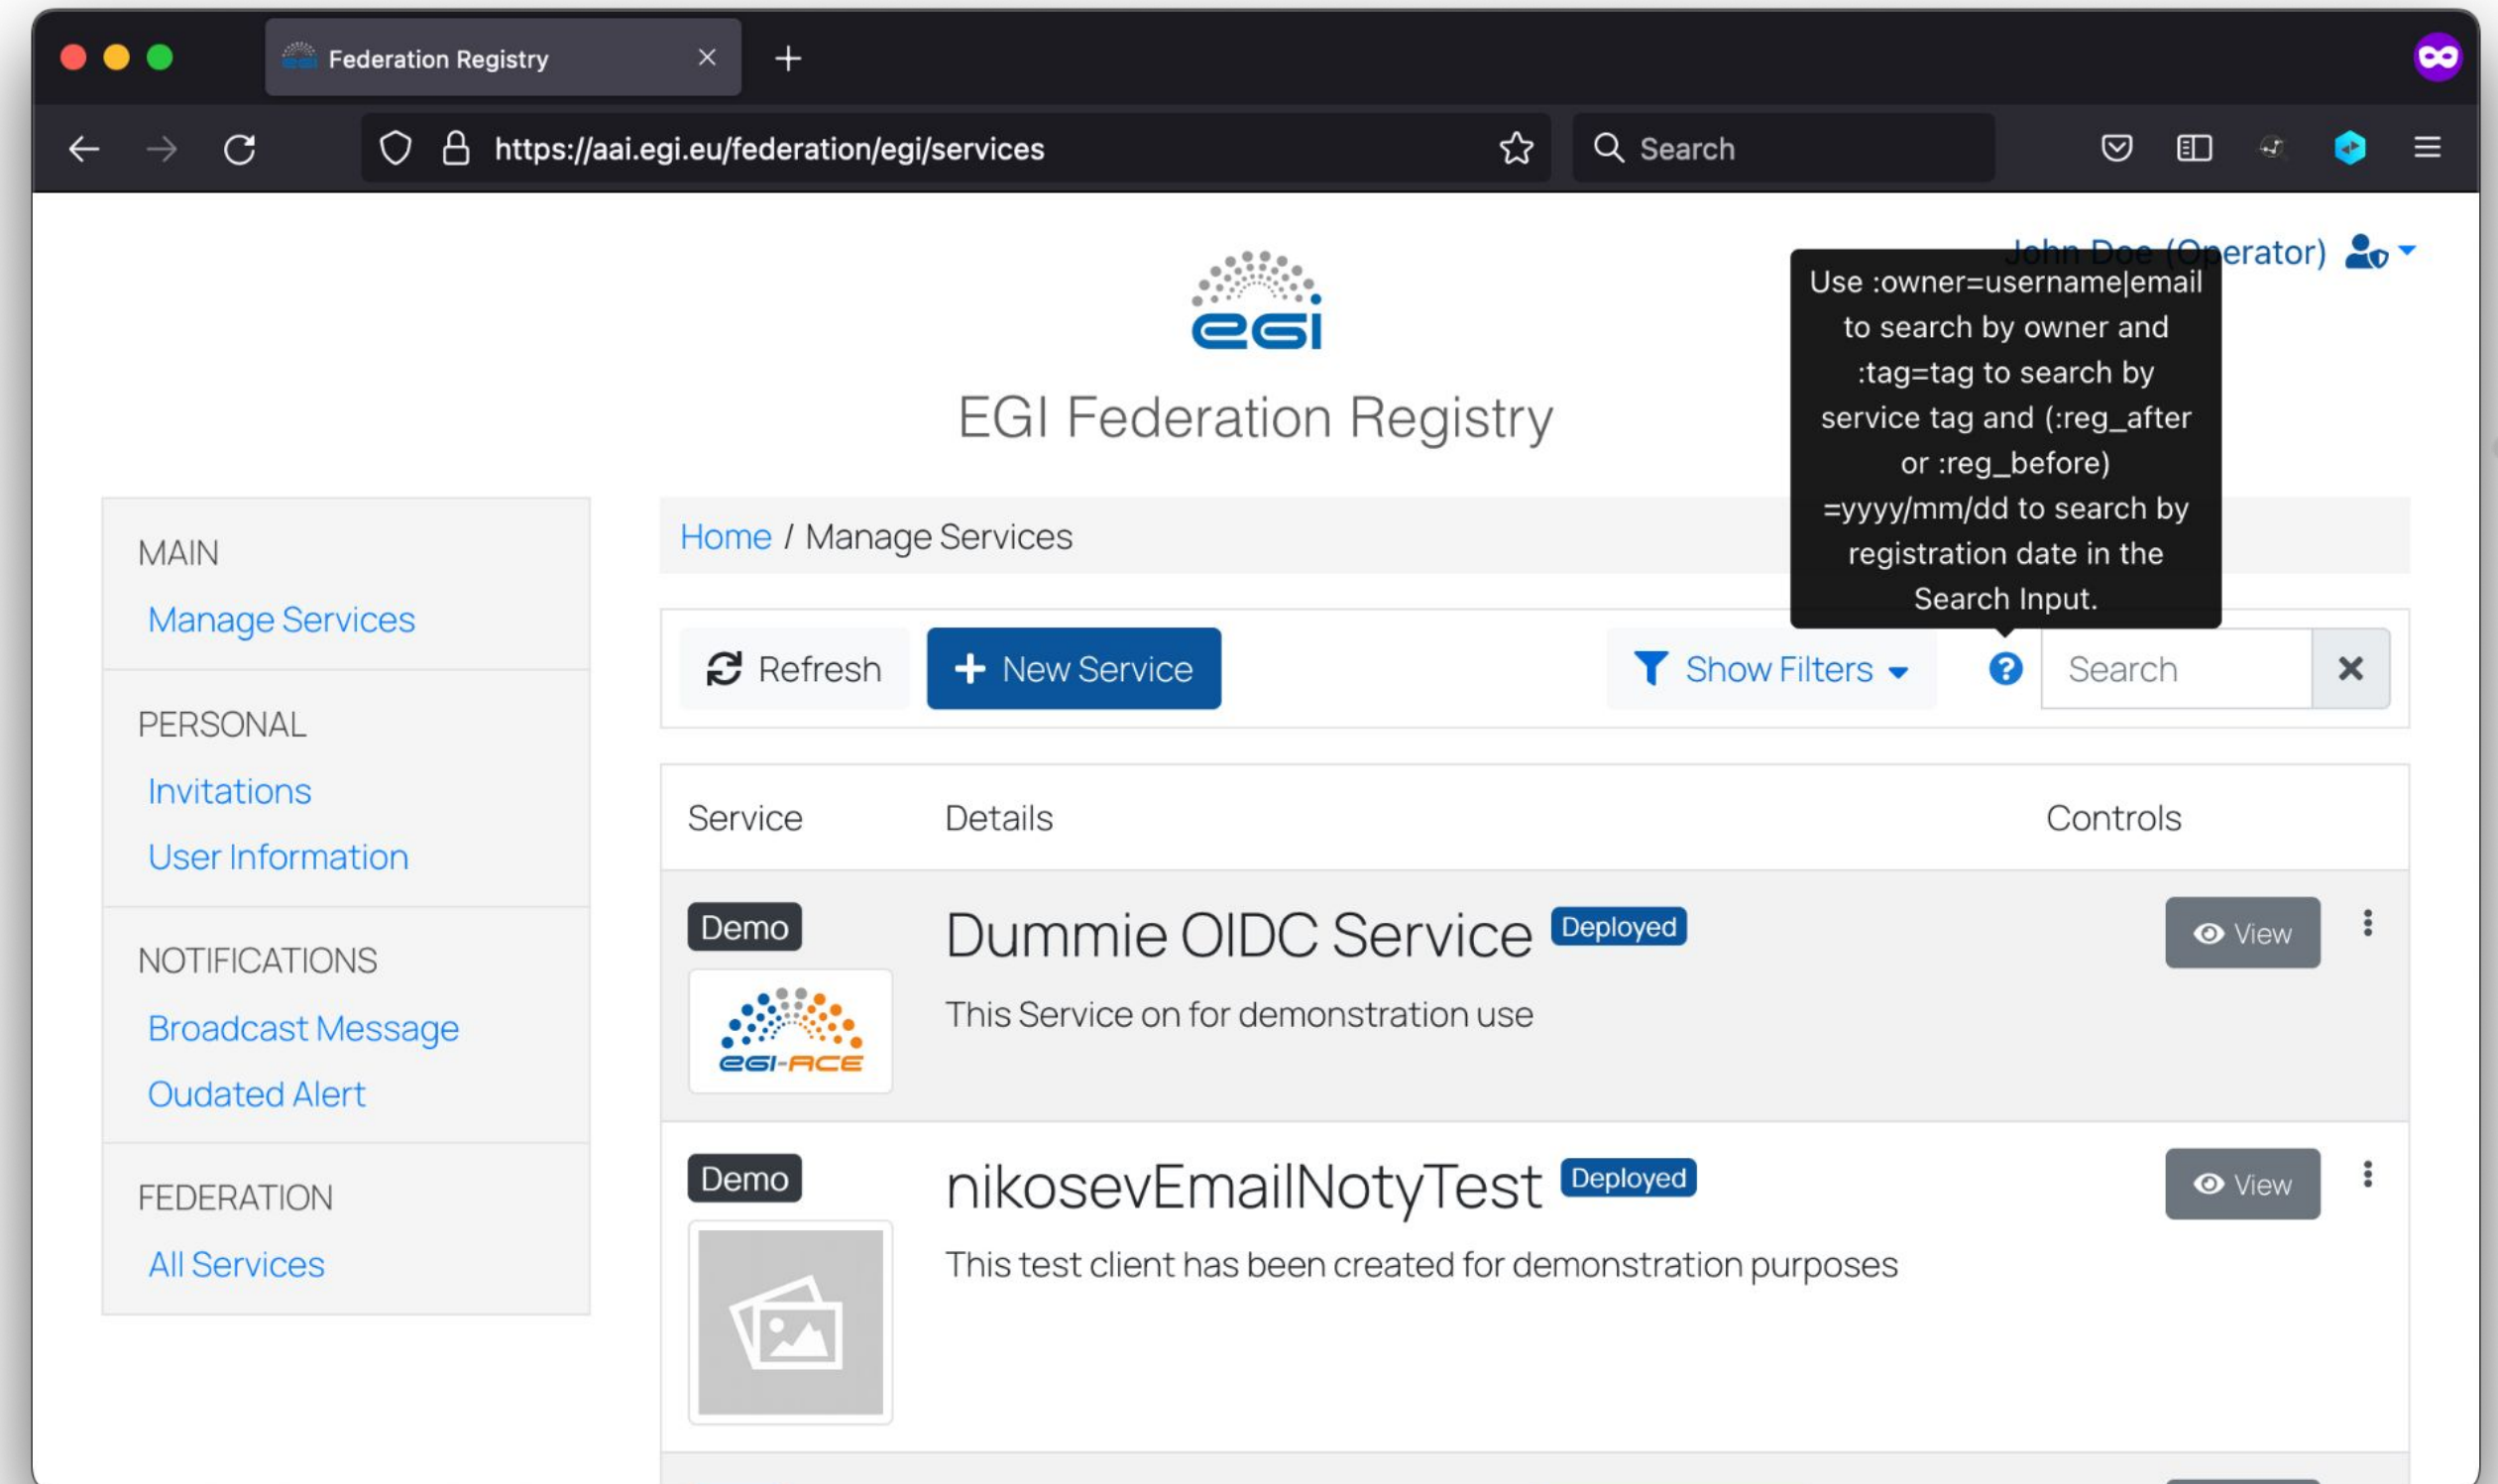 Federation Registry
https://aai.egi.eu/federation/egi/services
Search
John Doe (Operator)
egi
EGI Federation Registry
Use :owner=username|email
to search by owner and
:tag=tag to search by
service tag and (:reg_after
or :reg_before)
=yyyy/mm/dd to search by
registration date in the
Search Input.
MAIN
Manage Services
PERSONAL
Invitations
User Information
NOTIFICATIONS
Broadcast Message
Oudated Alert
FEDERATION
All Services
Home / Manage Services
Refresh
New Service
Show Filters
Search
Service Details Controls
Demo
egi-ACE
Dummie OIDC Service Deployed
This Service on for demonstration use
View
Demo
nikosevEmailNotyTest Deployed
This test client has been created for demonstration purposes
View